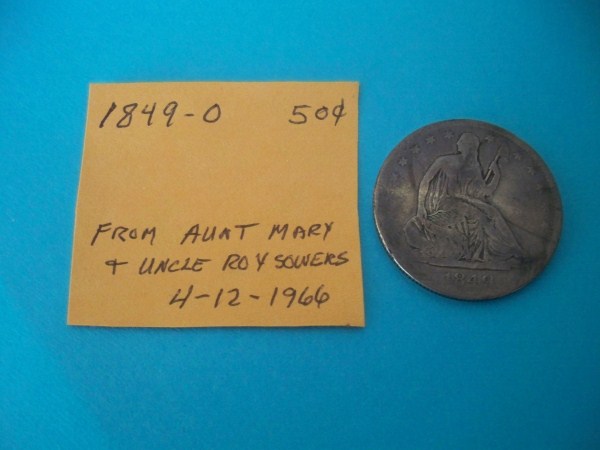 1849-O 50¢
FROM AUNT MARY
+ UNCLE ROY SOWERS
4-12-1966